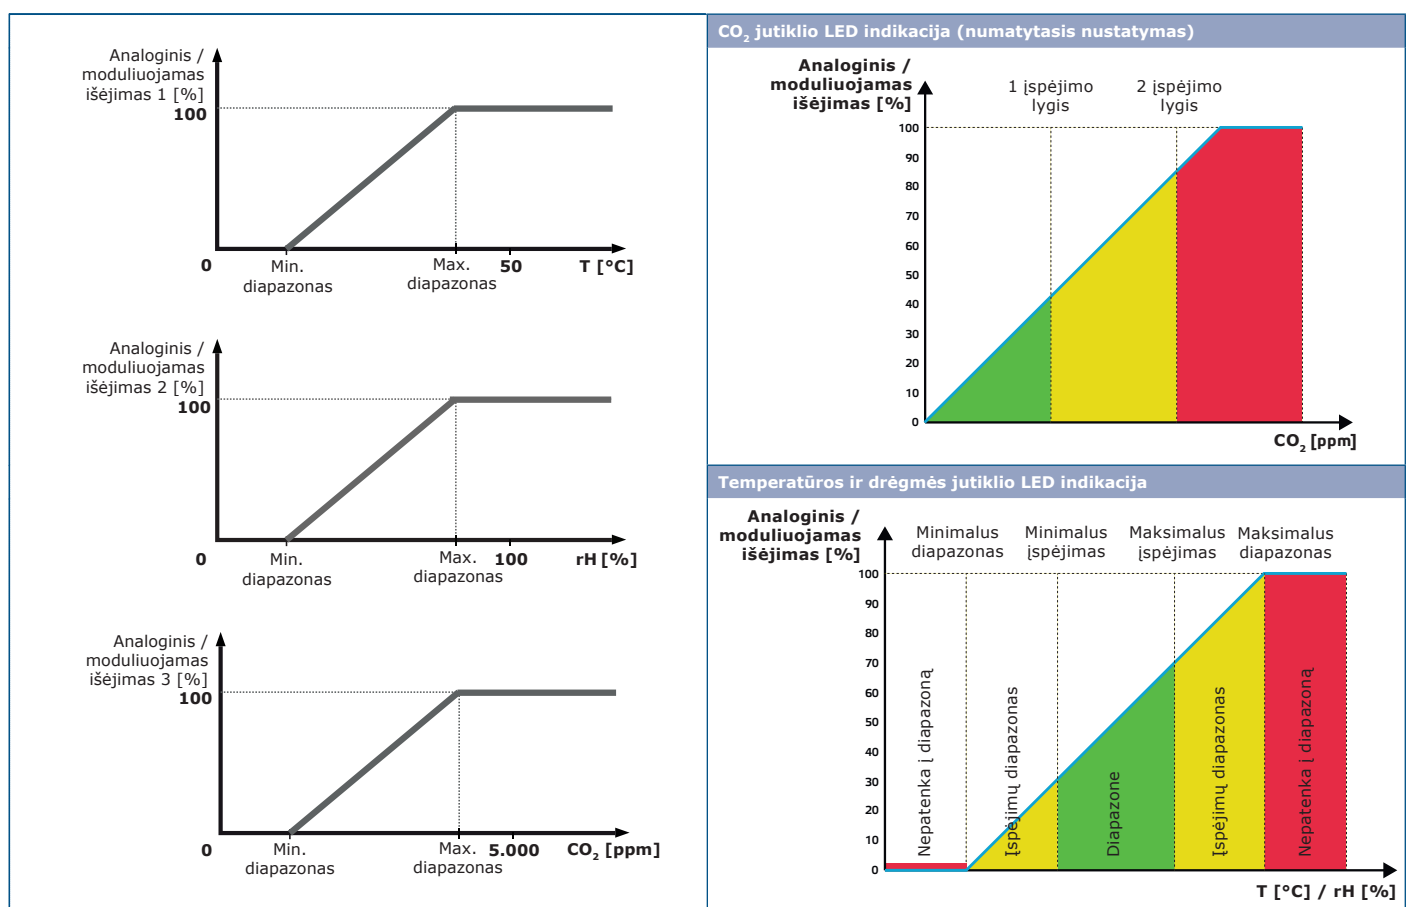 Analoginis /
moduliuojamas
išėjimas 1 [%]
100
0
Min.
diapazonas
Max.
diapazonas
50
T [°C]
Analoginis /
moduliuojamas
išėjimas 2 [%]
100
0
Min.
diapazonas
Max.
diapazonas
100
rH [%]
Analoginis /
moduliuojamas
išėjimas 3 [%]
100
0
Min.
diapazonas
Max.
diapazonas
5.000
CO₂ [ppm]
CO₂ jutiklio LED indikacija (numatytasis nustatymas)
Analoginis /
moduliuojamas
išėjimas [%]
1 įspėjimo
lygis
2 įspėjimo
lygis
100
90
80
70
60
50
40
30
20
10
0
CO₂ [ppm]
Temperatūros ir drėgmės jutiklio LED indikacija
Analoginis /
moduliuojamas
išėjimas [%]
Minimalus
diapazonas
Minimalus
įspėjimas
Maksimalus
įspėjimas
Maksimalus
diapazonas
100
90
80
70
60
50
40
30
20
10
0
Nepatenka į diapazoną
Įspėjimų diapazonas
Diapazone
Įspėjimų diapazonas
Nepatenka į diapazoną
T [°C] / rH [%]